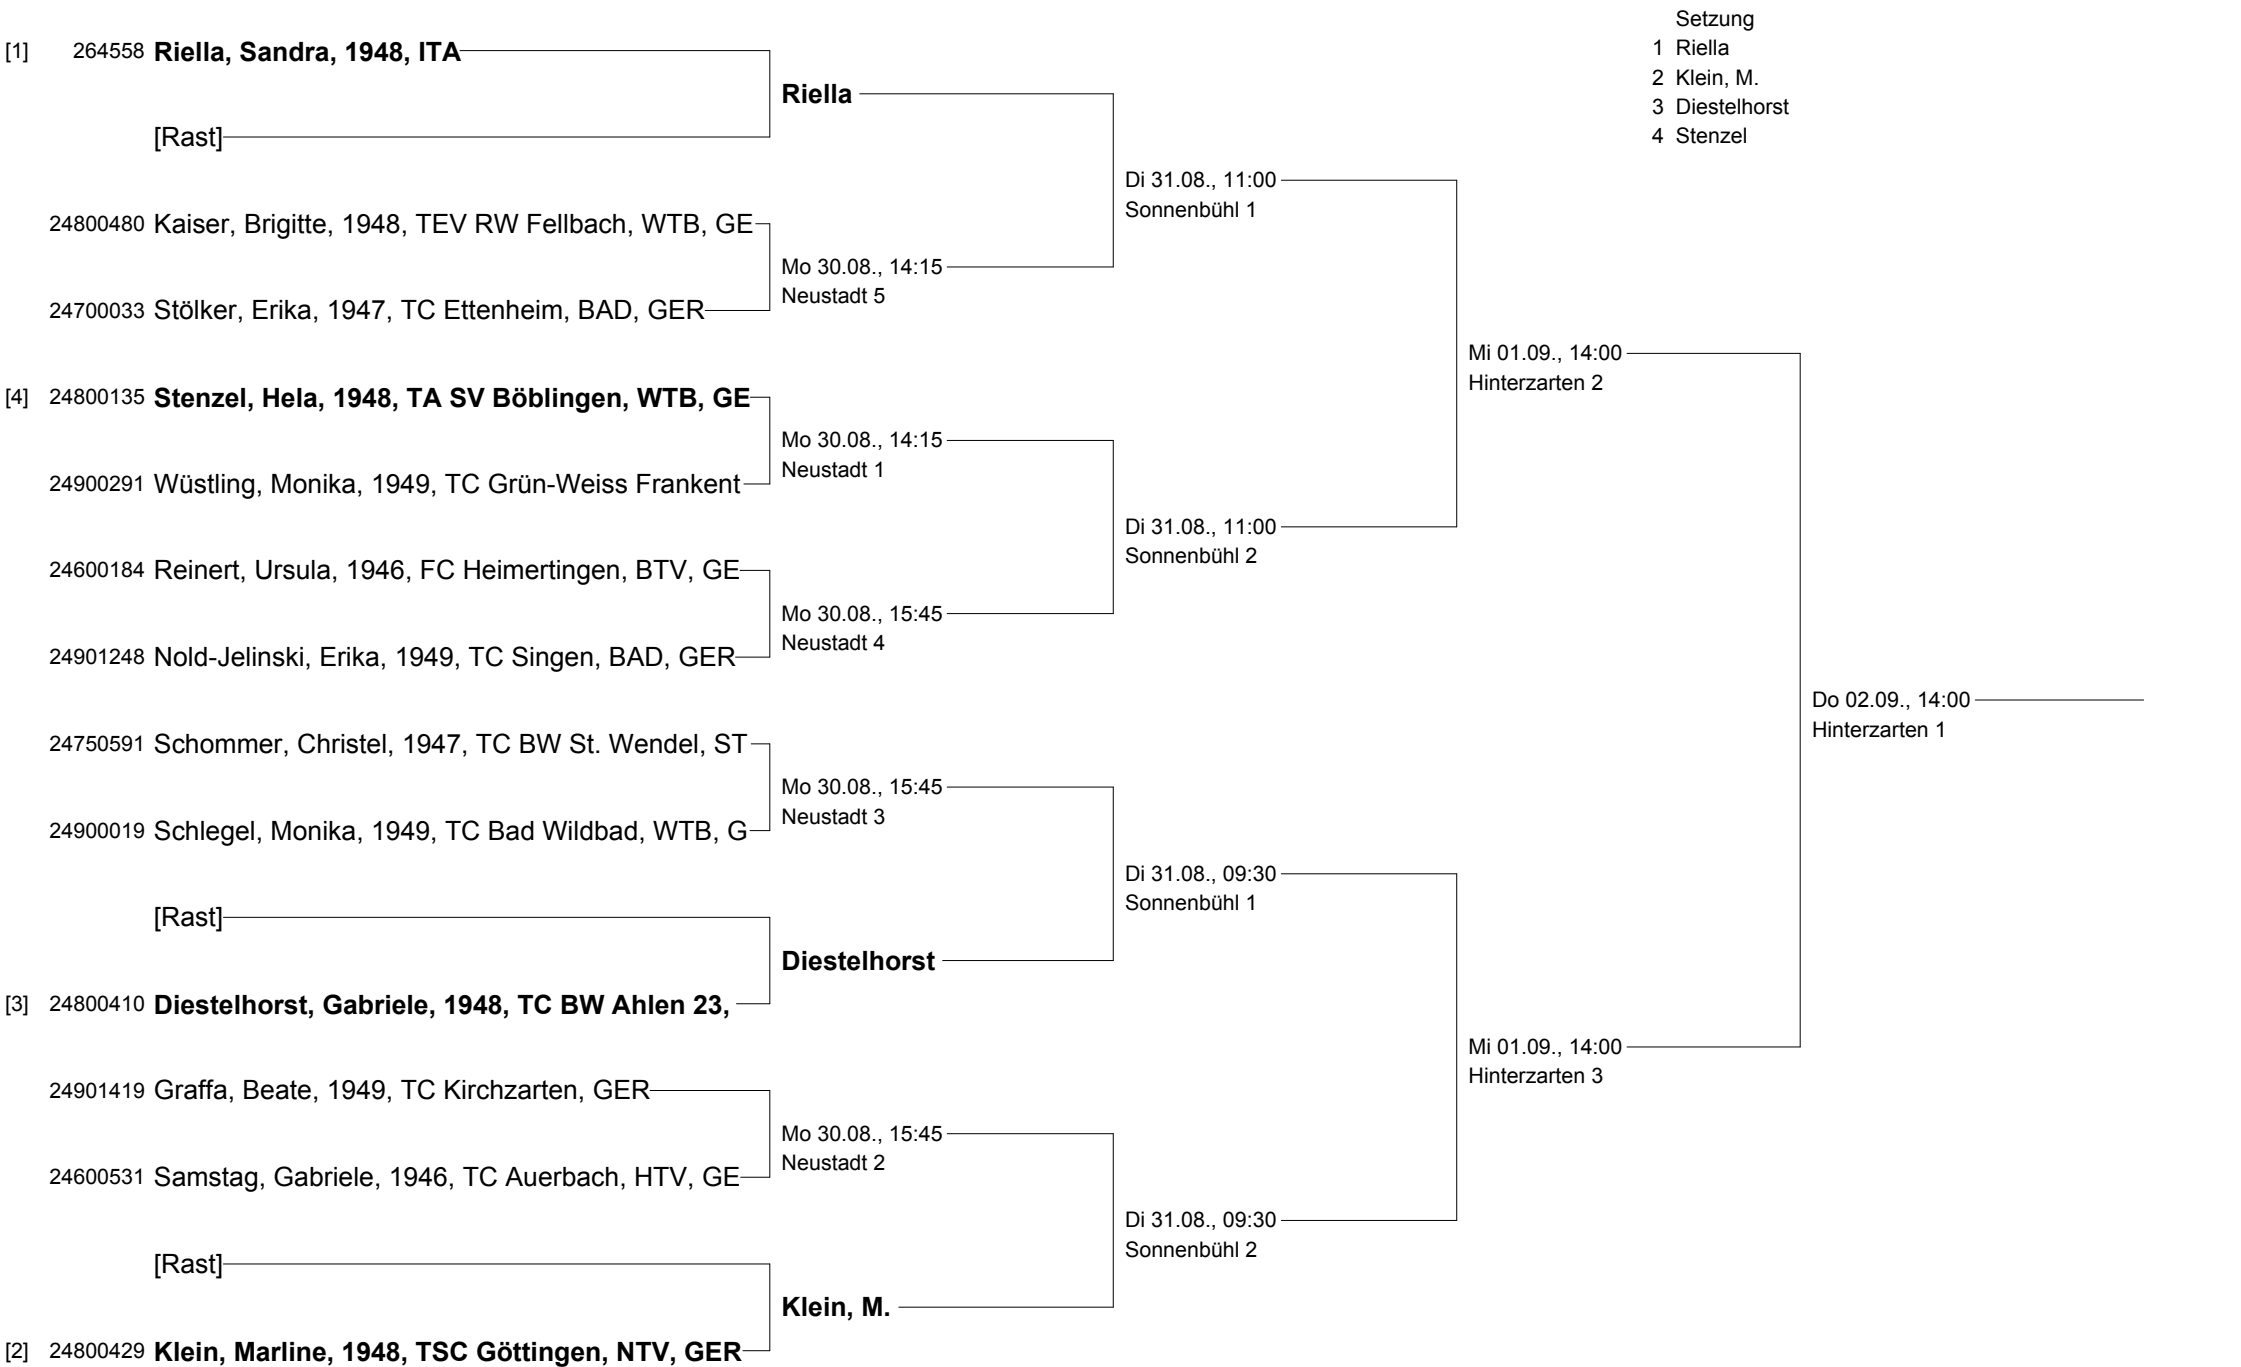 Setzung
1 Riella
2 Klein, M.
3 Diestelhorst
4 Stenzel
[1] 264558 Riella, Sandra, 1948, ITA
Riella
[Rast]
Di 31.08., 11:00
Sonnenbühl 1
24800480 Kaiser, Brigitte, 1948, TEV RW Fellbach, WTB, GE
Mo 30.08., 14:15
Neustadt 5
24700033 Stölker, Erika, 1947, TC Ettenheim, BAD, GER
Mi 01.09., 14:00
Hinterzarten 2
[4] 24800135 Stenzel, Hela, 1948, TA SV Böblingen, WTB, GE
Mo 30.08., 14:15
Neustadt 1
24900291 Wüstling, Monika, 1949, TC Grün-Weiss Frankent
Di 31.08., 11:00
Sonnenbühl 2
24600184 Reinert, Ursula, 1946, FC Heimertingen, BTV, GE
Mo 30.08., 15:45
Neustadt 4
24901248 Nold-Jelinski, Erika, 1949, TC Singen, BAD, GER
Do 02.09., 14:00
Hinterzarten 1
24750591 Schommer, Christel, 1947, TC BW St. Wendel, ST
Mo 30.08., 15:45
Neustadt 3
24900019 Schlegel, Monika, 1949, TC Bad Wildbad, WTB, G
Di 31.08., 09:30
Sonnenbühl 1
[Rast]
Diestelhorst
[3] 24800410 Diestelhorst, Gabriele, 1948, TC BW Ahlen 23,
Mi 01.09., 14:00
Hinterzarten 3
24901419 Graffa, Beate, 1949, TC Kirchzarten, GER
Mo 30.08., 15:45
Neustadt 2
24600531 Samstag, Gabriele, 1946, TC Auerbach, HTV, GE
Di 31.08., 09:30
Sonnenbühl 2
[Rast]
Klein, M.
[2] 24800429 Klein, Marline, 1948, TSC Göttingen, NTV, GER